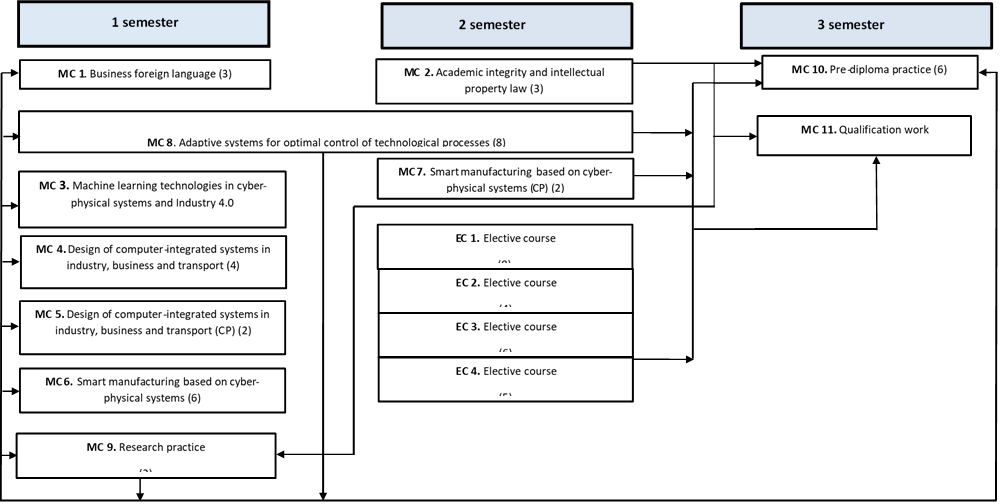 1 semester
2 semester
3 semester
MC 1. Business foreign language (3)
MC 2. Academic integrity and intellectual
property law (3)
MC 10. Pre-diploma practice (6)
MC 8. Adaptive systems for optimal control of technological processes (8)
MC 11. Qualification work
MC 7. Smart manufacturing based on cyber-
physical systems (CP) (2)
MC 3. Machine learning technologies in cyber-
physical systems and Industry 4.0
MC 4. Design of computer-integrated systems in
industry, business and transport (4)
MC 5. Design of computer-integrated systems in
industry, business and transport (CP) (2)
MC 6. Smart manufacturing based on cyber-
physical systems (6)
MC 9. Research practice
EC 1. Elective course
EC 2. Elective course
EC 3. Elective course
EC 4. Elective course